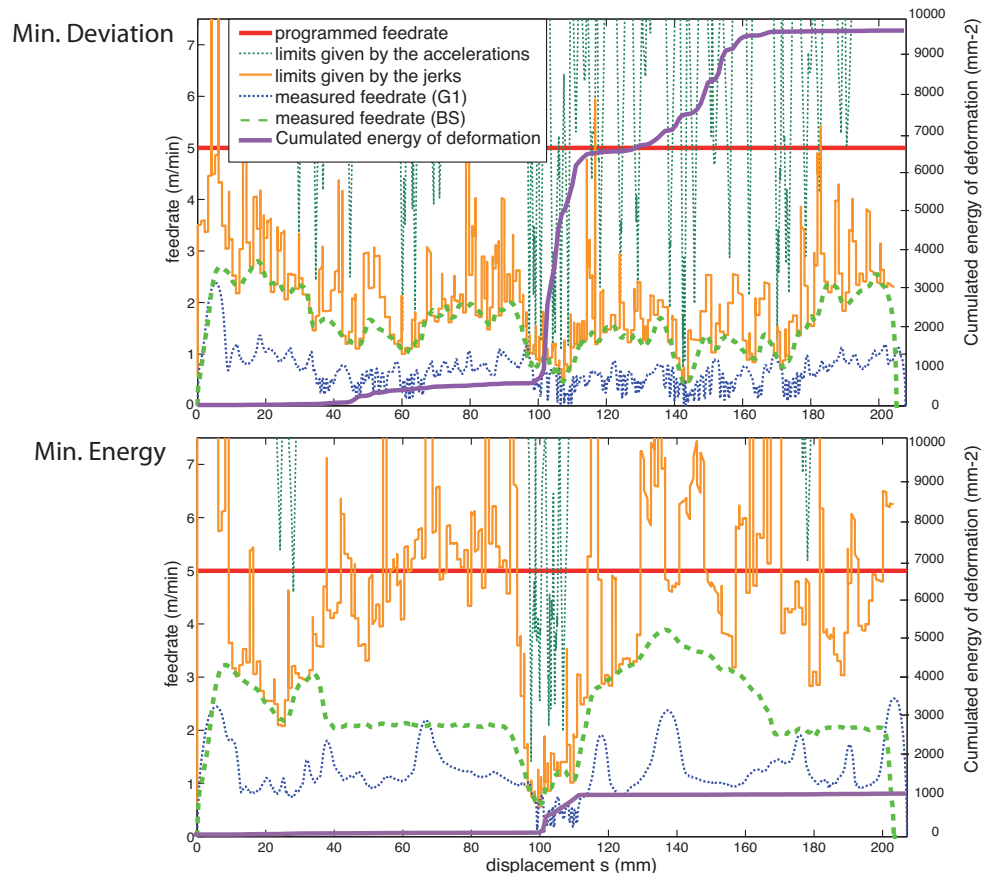 Min. Deviation
programmed feedrate
limits given by the accelerations
limits given by the jerks
measured feedrate (G1)
measured feedrate (BS)
Cumulated energy of deformation
feedrate (m/min)
7
6
5
4
3
2
1
0
10000
9000
8000
7000
6000
5000
4000
3000
2000
1000
0
Cumulated energy of deformation (mm-2)
0 20 40 60 80 100 120 140 160 180 200
Min. Energy
feedrate (m/min)
7
6
5
4
3
2
1
0
10000
9000
8000
7000
6000
5000
4000
3000
2000
1000
0
Cumulated energy of deformation (mm-2)
0 20 40 60 80 100 120 140 160 180 200
displacement s (mm)